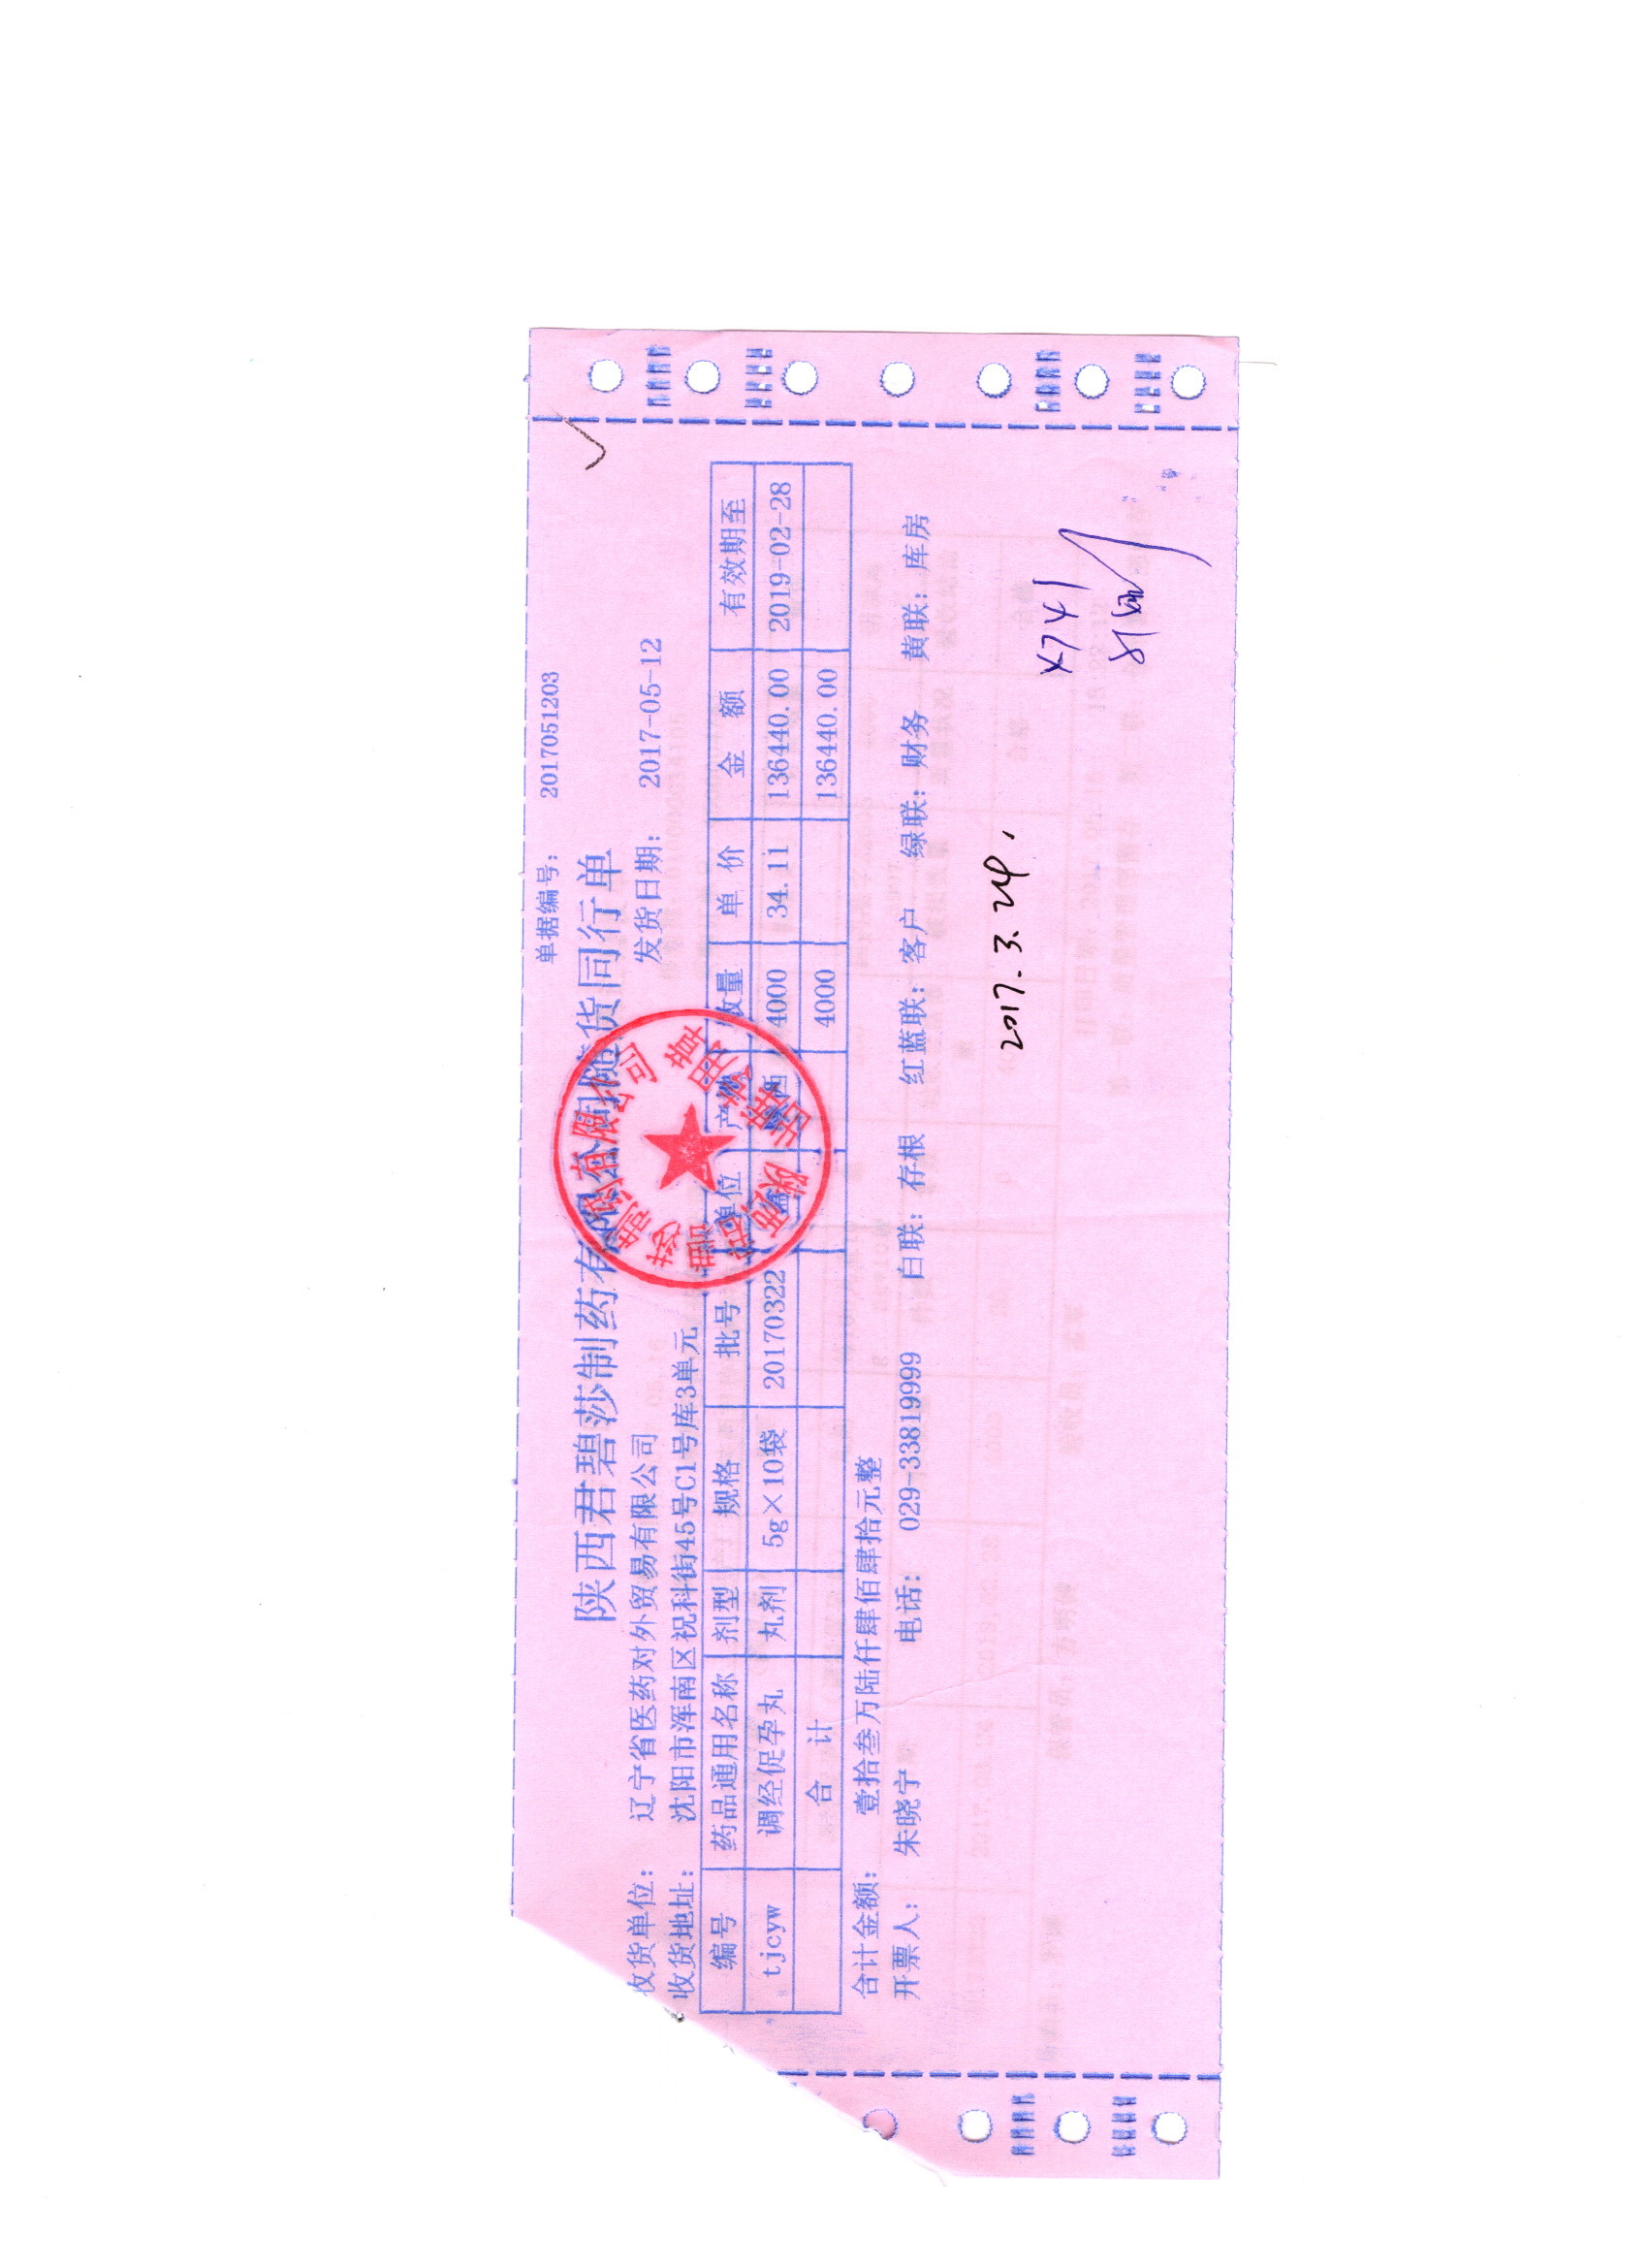 单据编号： 2017051203
陕西君碧莎制药有限公司随货同行单
收货单位： 辽宁省医药对外贸易有限公司 发货日期： 2017-05-12
收货地址： 沈阳市浑南区祝科街45号C1号库3单元
编号 药品通用名称 剂型 规格 批号 单位 产地 数量 单 价 金 额 有效期至
tjcyw 调经促孕丸 丸剂 5g×10袋 20170322 盒 陕西 4000 34.11 136440.00 2019-02-28
合 计 4000 136440.00
合计金额： 壹拾叁万陆仟肆佰肆拾元整
开票人： 朱晓宁 电话： 029-33819999 白联：存根 红蓝联：客户 绿联：财务 黄联：库房
陕西君碧莎制药有限公司
出库专用章
2017.3.24.